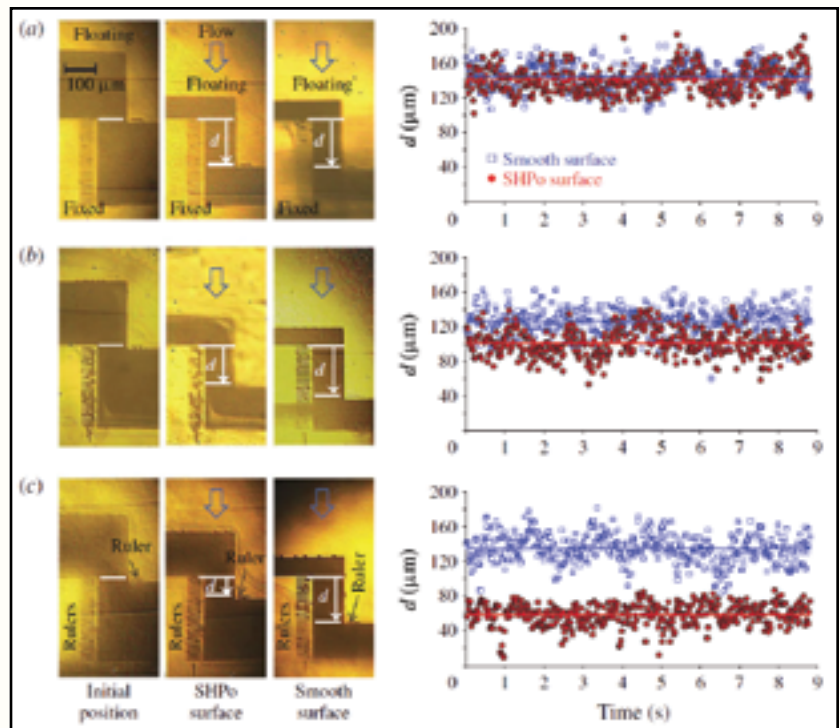 (a)
Floating
100 µm
Fixed
Flow
Floating
d
Fixed
Floating
d
Fixed
d (µm)
200
160
120
80
40
0
Smooth surface
SHPo surface
1 2 3 4 5 6 7 8 9
(b)
d
d
d (µm)
200
160
120
80
40
0
1 2 3 4 5 6 7 8 9
(c)
Ruler
Rulers
Ruler
d
Rulers
Ruler
d
Rulers
d (µm)
200
160
120
80
40
0
1 2 3 4 5 6 7 8 9
Initial
position
SHPo
surface
Smooth
surface
Time (s)